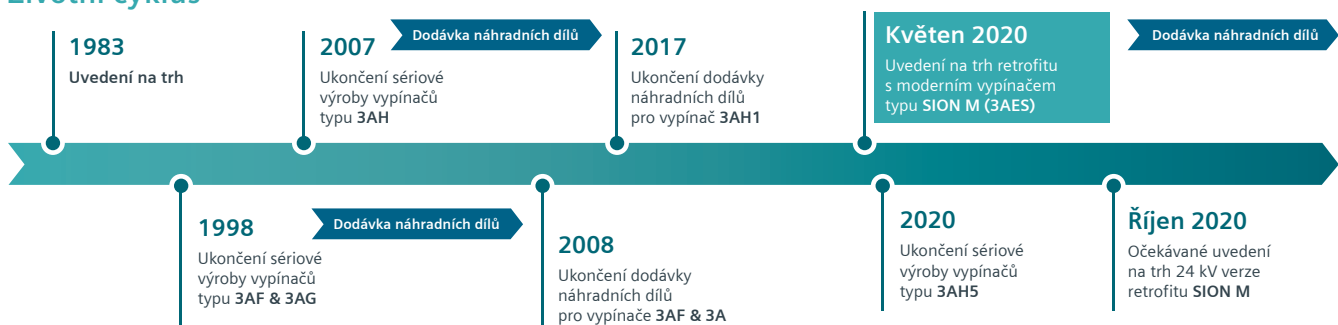 Životní cyklus
1983
Uvedení na trh
2007
Dodávka náhradních dílů
Ukončení sériové
výroby vypínačů
typu 3AH
2017
Ukončení dodávky
náhradních dílů
pro vypínač 3AH1
Květen 2020
Uvedení na trh retrofitu
s moderním vypínačem
typu SION M (3AES)
Dodávka náhradních dílů
1998
Ukončení sériové
výroby vypínačů
typu 3AF & 3AG
Dodávka náhradních dílů
2008
Ukončení dodávky
náhradních dílů
pro vypínače 3AF & 3A
2020
Ukončení sériové
výroby vypínačů
typu 3AH5
Říjen 2020
Očekávané uvedení
na trh 24 kV verze
retrofitu SION M